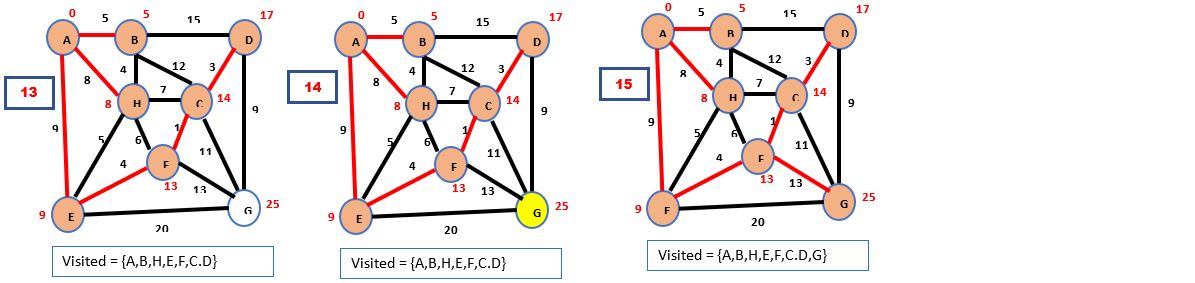 0 5 5 15 17
A B D
13 8 4 12 3
8 H 7 C 14
9 5 6 1 9
4 F 11
13 13
9 E G 25
20
Visited = {A,B,H,E,F,C.D}
0 5 5 15 17
A B D
14 8 4 12 3
8 H 7 C 14
9 5 6 1 9
4 F 11
13 13
9 E G 25
20
Visited = {A,B,H,E,F,C.D}
0 5 5 15 17
A B D
15 8 4 12 3
8 H 7 C 14
9 5 6 1 9
4 F 11
13 13
9 G 25
20
Visited = {A,B,H,E,F,C.D,G}